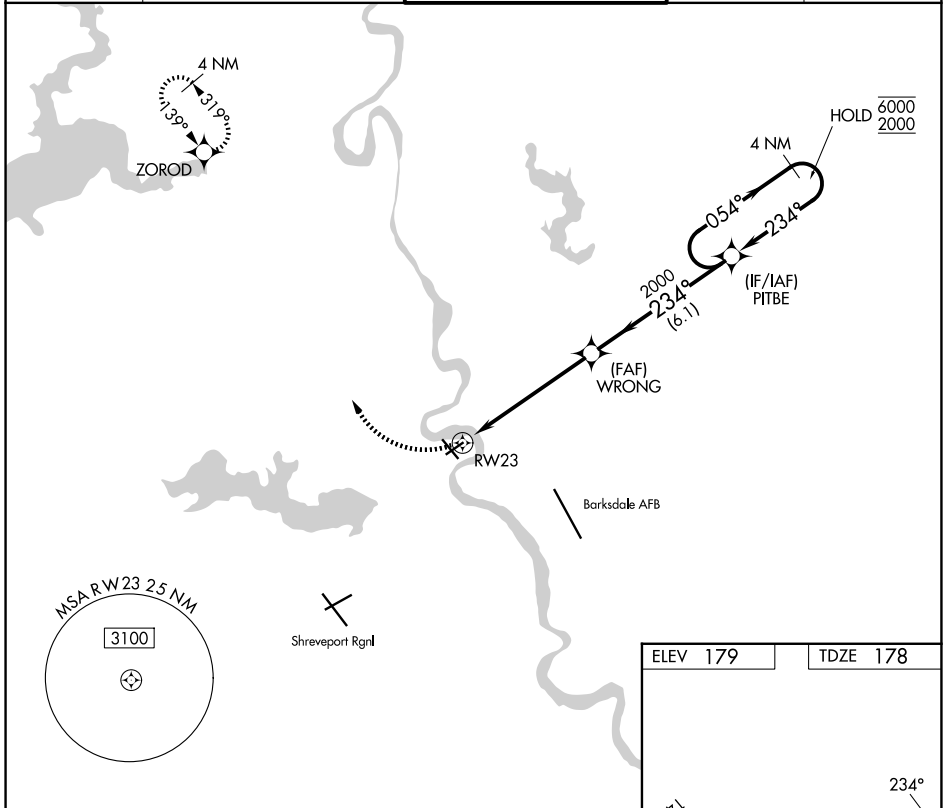 4 NM
319°
139°
ZOROD
HOLD
6000
2000
4 NM
054°
234°
(IF/IAF)
PITBE
2000
234°
(6.1)
(FAF)
WRONG
RW23
Barksdale AFB
MSA RW23 25 NM
3100
Shreveport Rgnl
ELEV 179
TDZE 178
234°